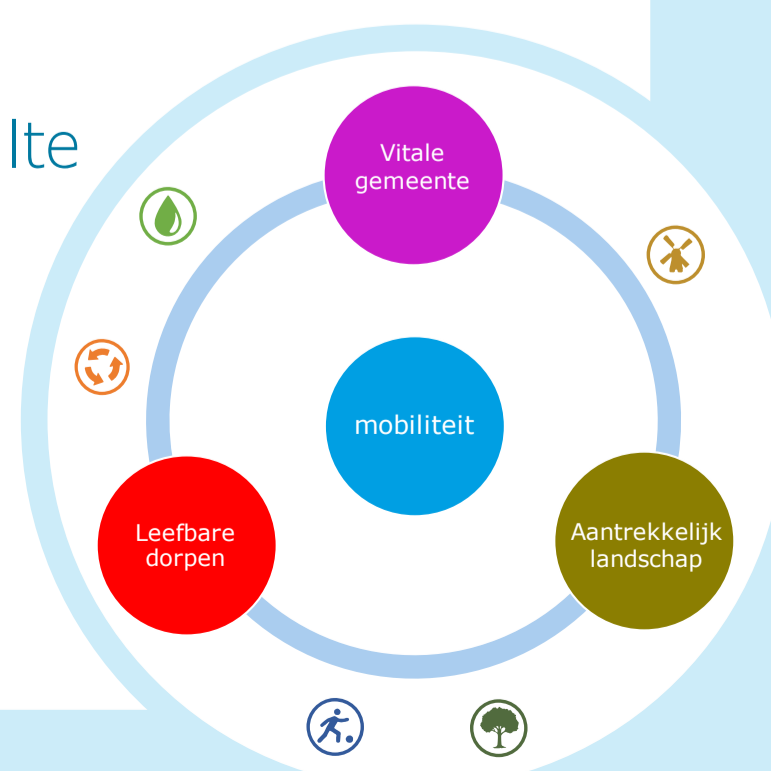 lte
Vitale
gemeente
mobiliteit
Leefbare
dorpen
Aantrekkelijk
landschap